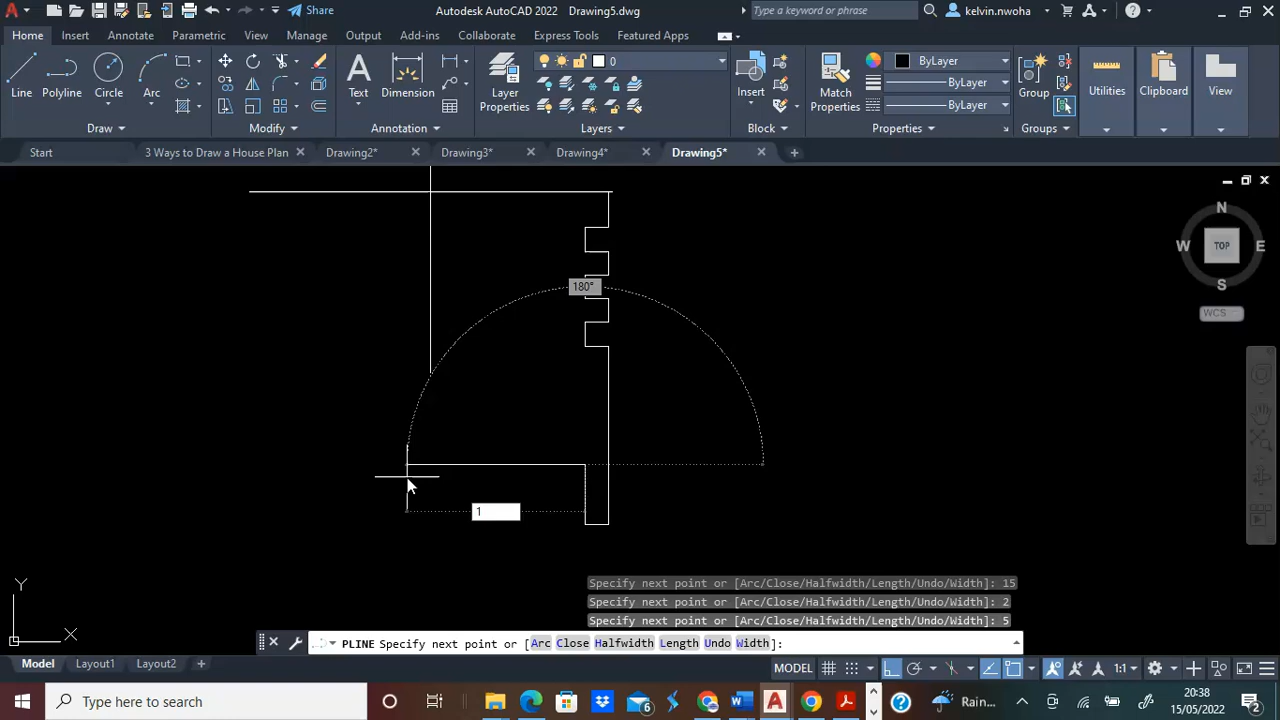 Share
Autodesk AutoCAD 2022 Drawing5.dwg
Type a keyword or phrase
kelvin.nwoha
Home Insert Annotate Parametric View Manage Output Add-ins Collaborate Express Tools Featured Apps
0
ByLayer
ByLayer
ByLayer
Line Polyline Circle Arc Text Dimension Layer Properties Insert Match Properties Group Utilities Clipboard View
Draw Modify Annotation Layers Block Properties Groups
Start 3 Ways to Draw a House Plan Drawing2* Drawing3* Drawing4* Drawing5*
N
W TOP E
S
WCS
180°
1
Y
X
Specify next point or [Arc/Close/Halfwidth/Length/Undo/Width]: 15
Specify next point or [Arc/Close/Halfwidth/Length/Undo/Width]: 2
Specify next point or [Arc/Close/Halfwidth/Length/Undo/Width]: 5
PLINE Specify next point or [Arc Close Halfwidth Length Undo Width]:
Model Layout1 Layout2 +
MODEL 1:1
Type here to search
6
Rain...
20:38
15/05/2022
2